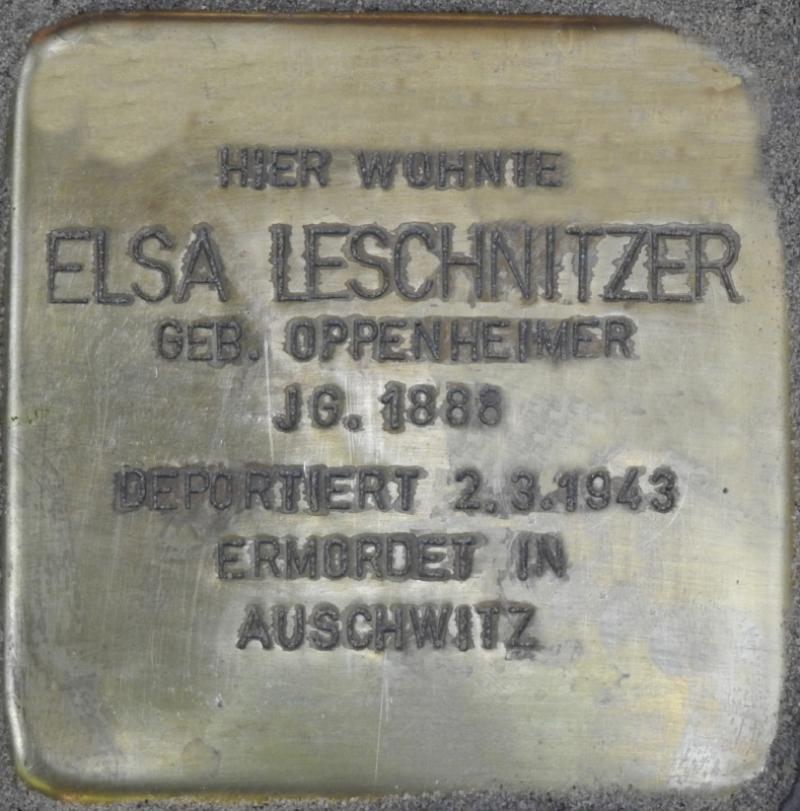 HIER WOHNTE
ELSA LESCHNITZER
GEB. OPPENHEIMER
JG. 1888
DEPORTIERT 2.3.1943
ERMORDET IN
AUSCHWITZ